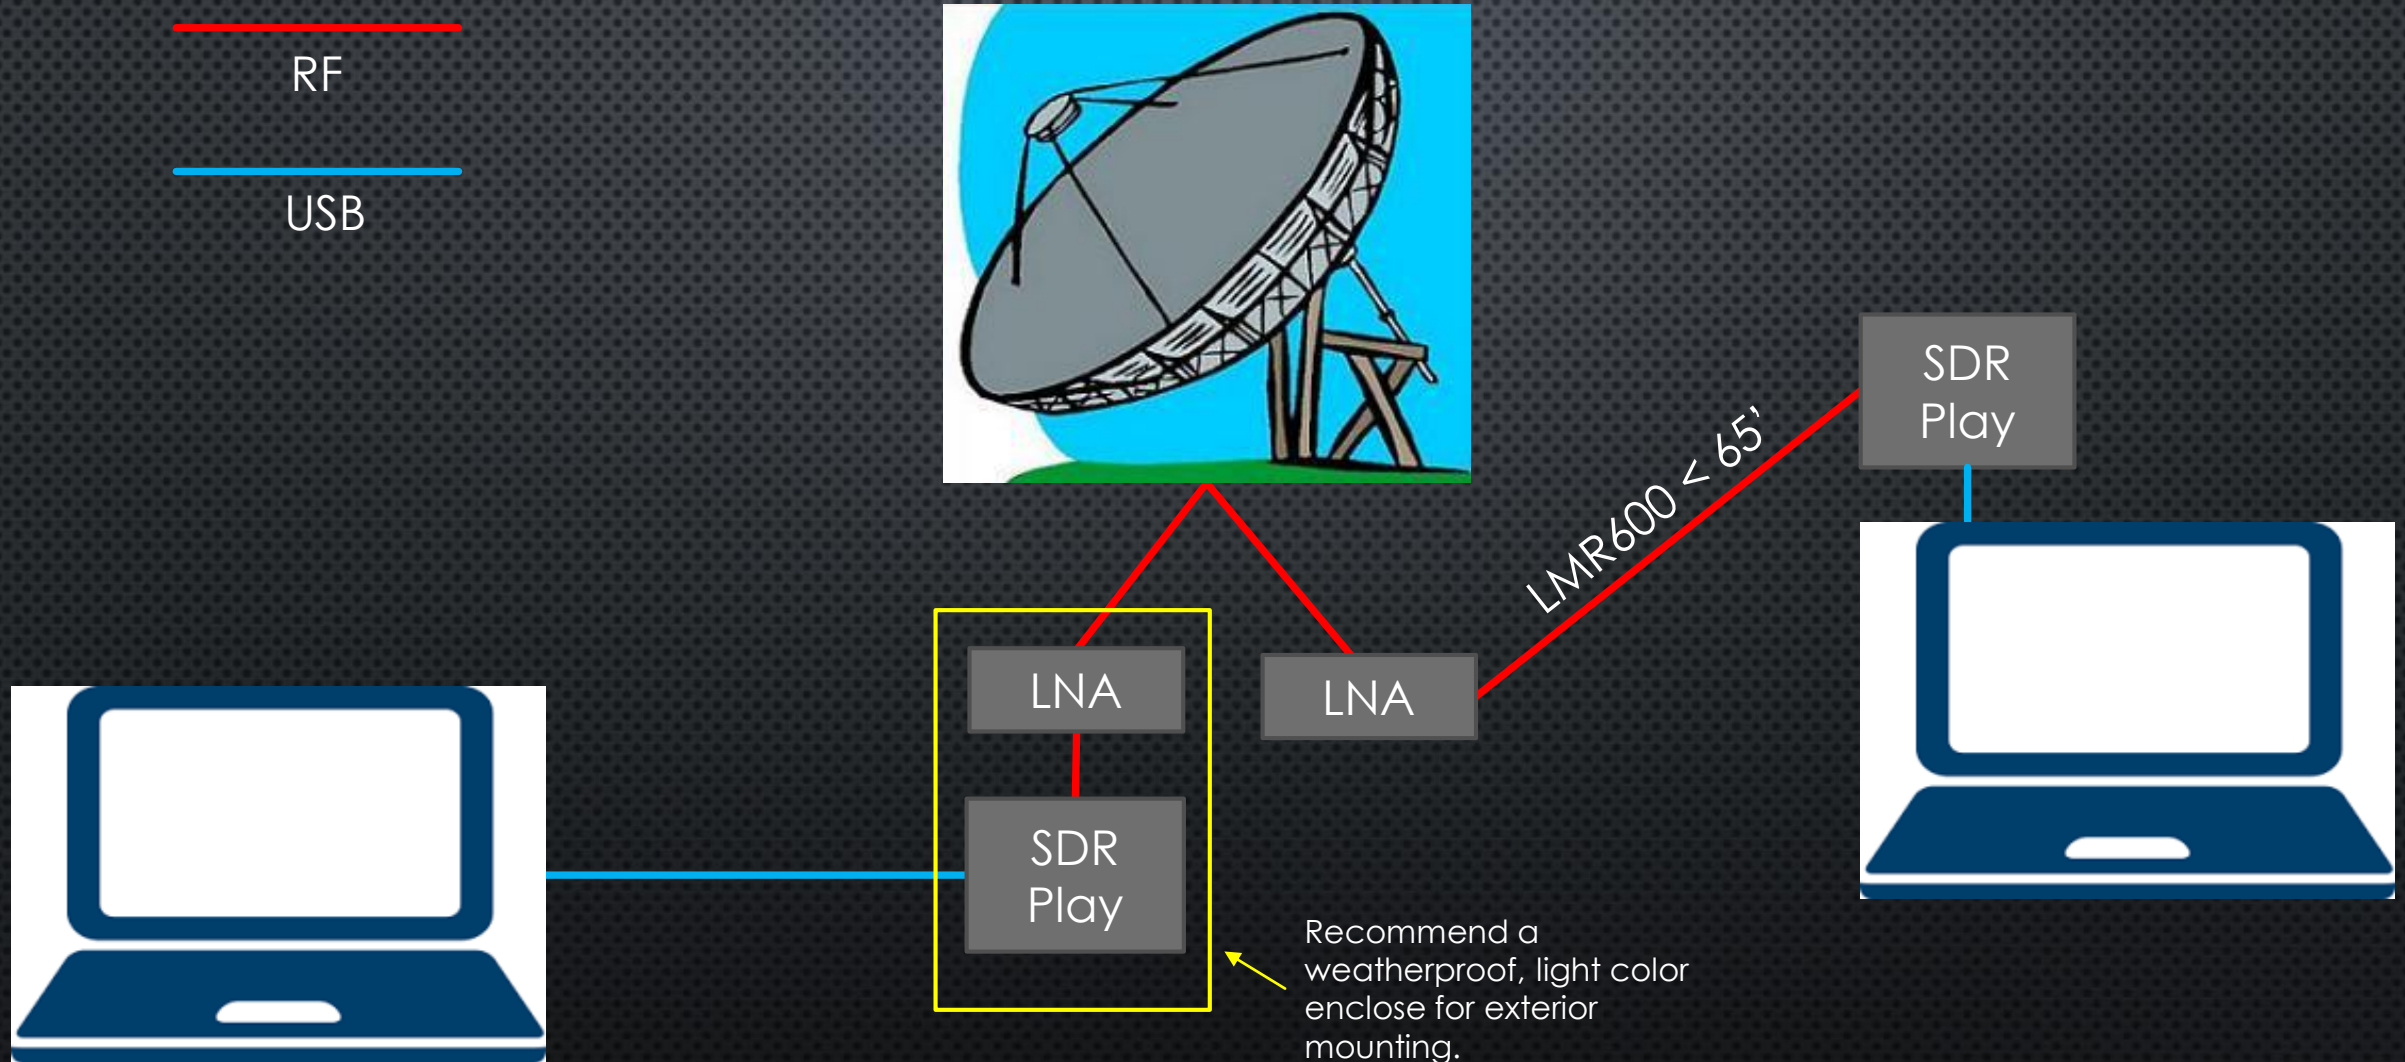 RF
USB
SDR
Play
LMR600 < 65’
LNA
LNA
SDR
Play
Recommend a
weatherproof, light color
enclose for exterior
mounting.